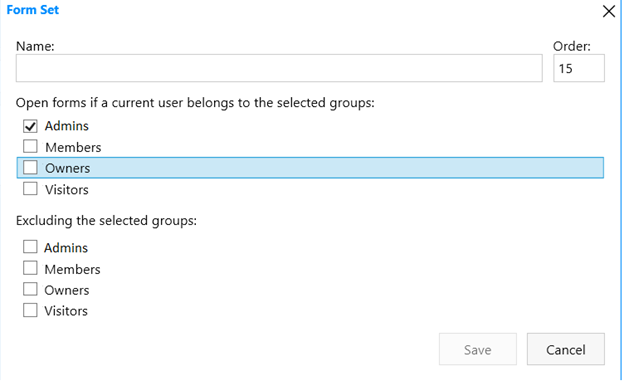 Form Set
Name: Order:
15
Open forms if a current user belongs to the selected groups:
Admins
Members
Owners
Visitors
Excluding the selected groups:
Admins
Members
Owners
Visitors
Save Cancel